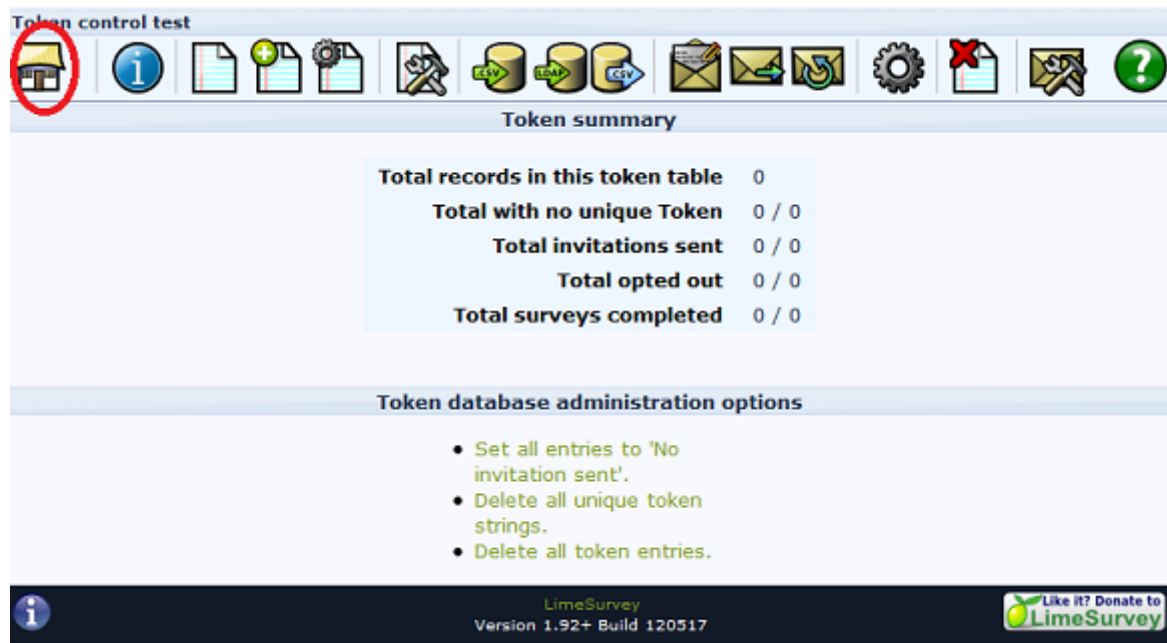 Token control test
CSV LDAP CSV
Token summary
Total records in this token table 0
Total with no unique Token 0 / 0
Total invitations sent 0 / 0
Total opted out 0 / 0
Total surveys completed 0 / 0
Token database administration options
Set all entries to 'No
invitation sent'.
Delete all unique token
strings.
Delete all token entries.
LimeSurvey
Version 1.92+ Build 120517
Like it? Donate to
LimeSurvey